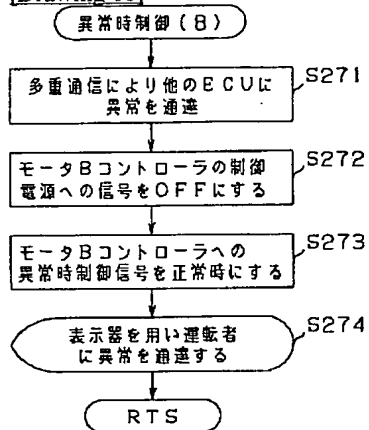 異常時制御(B)
多重通信により他のECUに
異常を通達
S271
モータBコントローラの制御
電源への信号をOFFにする
S272
モータBコントローラへの
異常時制御信号を正常時にする
S273
表示器を用い運転者
に異常を通達する
S274
RTS